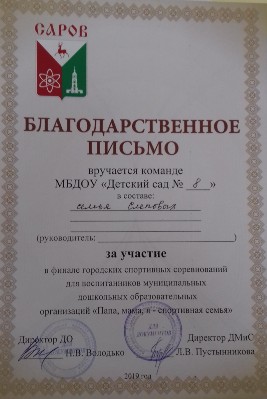 САРОВ
БЛАГОДАРСТВЕННОЕ
ПИСЬМО
вручается команде
МБДОУ «Детский сад № 8 »
в составе:
семья
(руководитель: )
за участие
в финале городских спортивных соревнований
для воспитанников муниципальных
дошкольных образовательных
организаций «Папа, мама, я - спортивная семья»
Директор ДО Директор ДМиС
Н.В. Володько Л.В. Пустынникова
2019 год